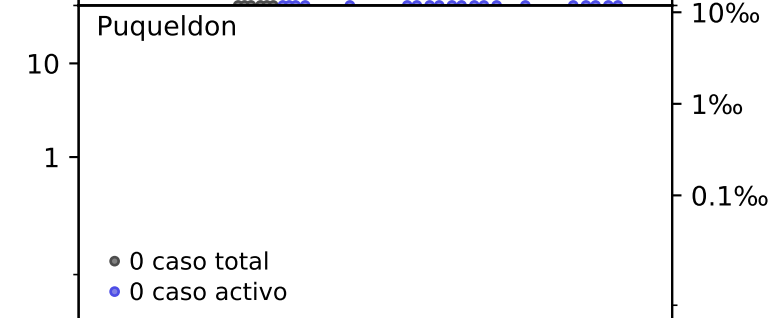 Puqueldon
10
1
10‰
1‰
0.1‰
0 caso total
0 caso activo